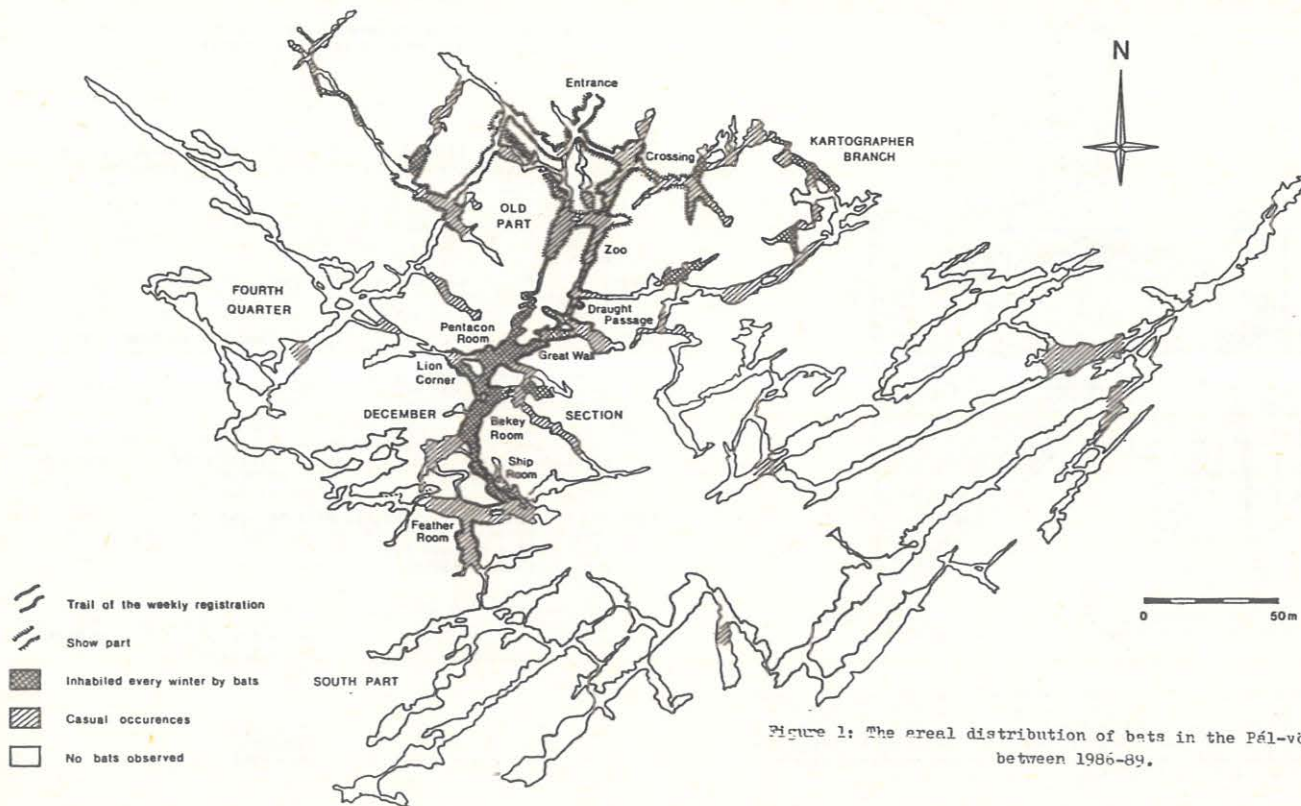 N
Entrance
Crossing
KARTOGRAPHER
BRANCH
OLD
PART
Zoo
FOURTH
QUARTER
Draught
Passage
Pentacon
Room
Great Wall
Lion
Corner
DECEMBER
SECTION
Bekey
Room
Ship
Room
Feather
Room
Trail of the weekly registration
Show part
Inhabited every winter by bats
Casual occurences
No bats observed
SOUTH PART
50m
0
Figure 1: The areal distribution of bats in the Pál-vö
between 1986-89.